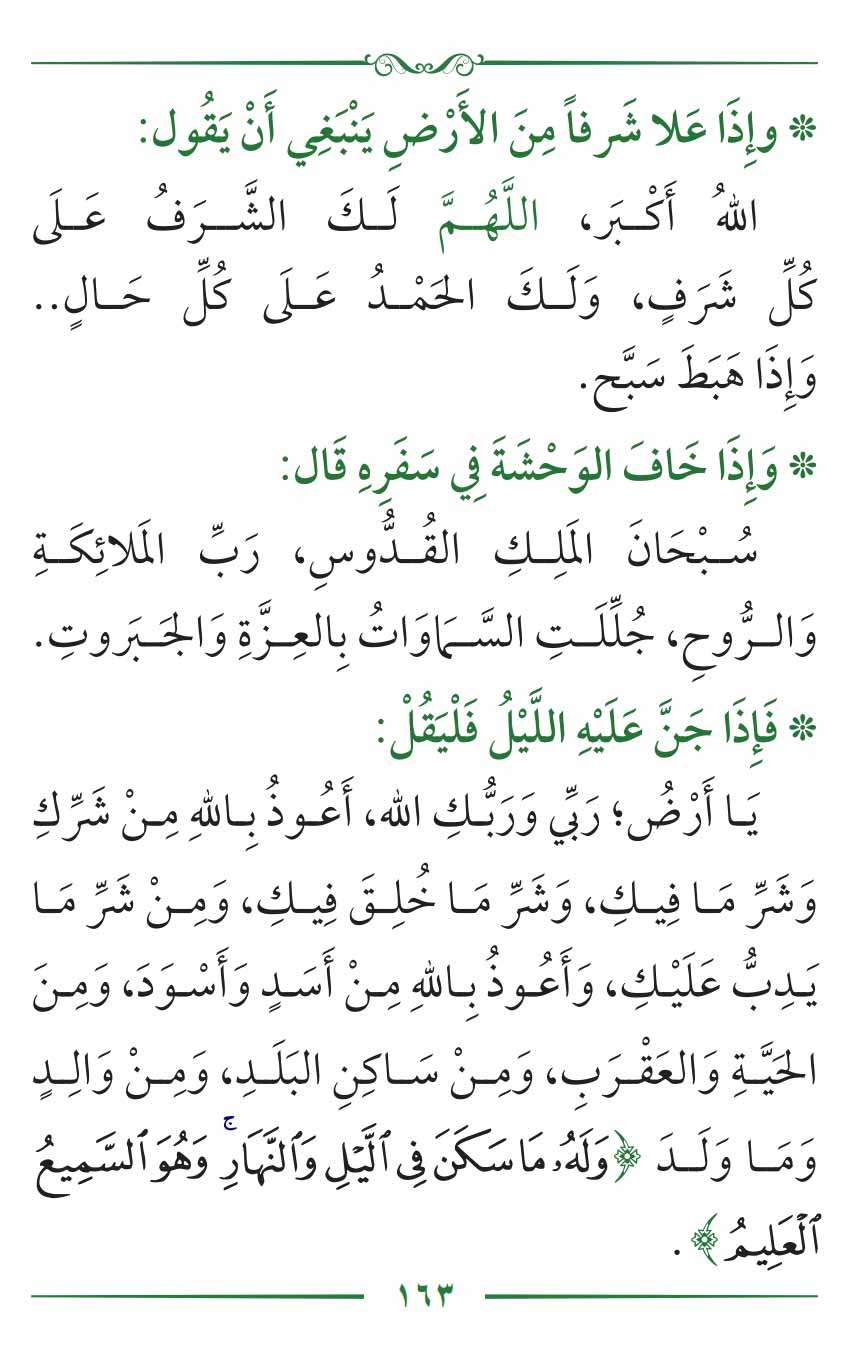 ❊ وإِذَا عَلا شَرفاً مِنَ الأَرْضِ يَنْبَغِي أَنْ يَقُول:
اللهُ أَكْبَر، اللَّهُمَّ لَكَ الشَّرَفُ عَلَى
كُلِّ شَرَفٍ، وَلَكَ الحَمْدُ عَلَى كُلِّ حَالٍ..
وَإِذَا هَبَطَ سَبَّح.
❊ وَإِذَا خَافَ الوَحْشَةَ فِي سَفَرِهِ قَال:
سُبْحَانَ المَلِكِ القُدُّوسِ، رَبِّ المَلائِكَةِ
وَالرُّوحِ، جُلِّلَتِ السَّمَاوَاتُ بِالعِزَّةِ وَالجَبَروتِ.
❊ فَإِذَا جَنَّ عَلَيْهِ اللَّيْلُ فَلْيَقُلْ:
يَا أَرْضُ؛ رَبِّي وَرَبُّكِ الله، أَعُوذُ بِاللهِ مِنْ شَرِّكِ
وَشَرِّ مَا فِيكِ، وَشَرِّ مَا خُلِقَ فِيكِ، وَمِنْ شَرِّ مَا
يَدِبُّ عَلَيْكِ، وَأَعُوذُ بِاللهِ مِنْ أَسَدٍ وَأَسْوَدَ، وَمِنَ
الحَيَّةِ وَالعَقْرَبِ، وَمِنْ سَاكِنِ البَلَدِ، وَمِنْ وَالِدٍ
وَمَا وَلَدَ ﴿وَلَهُۥ مَا سَكَنَ فِى ٱلَّيْلِ وَٱلنَّهَارِ ۚ وَهُوَ ٱلسَّمِيعُ
ٱلْعَلِيمُ﴾.
١٦٣